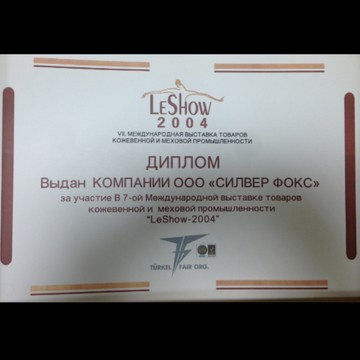 LeShow
2004
VII. МЕЖДУНАРОДНАЯ ВЫСТАВКА ТОВАРОВ
КОЖЕВЕННОЙ И МЕХОВОЙ ПРОМЫШЛЕННОСТИ
ДИПЛОМ
Выдан КОМПАНИИ ООО «СИЛВЕР ФОКС»
за участие В 7-ой Международной выставке товаров
кожевенной и меховой промышленности
"LeShow-2004"
TÜRKEL FAIR ORG.